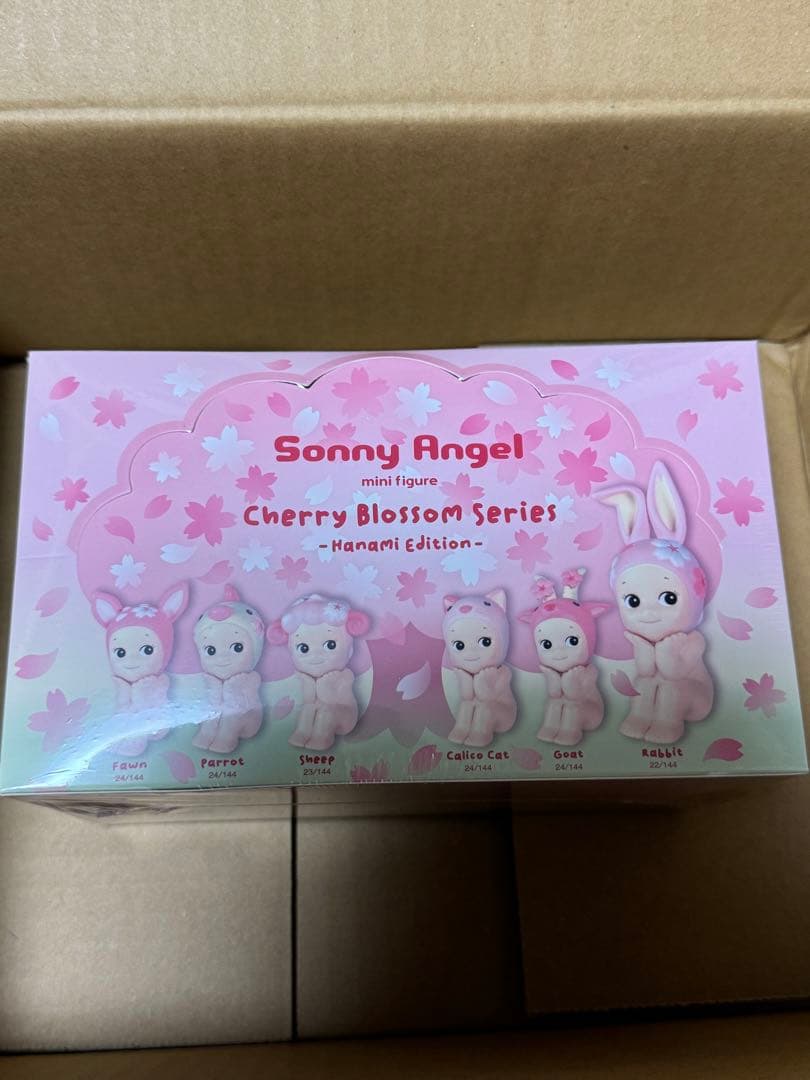 Sonny Angel
mini figure
Cherry Blossom Series
-Hanami Edition-
Fawn
24/144
Parrot
24/144
Sheep
23/144
Calico Cat
24/144
Goat
24/144
Rabbit
22/144